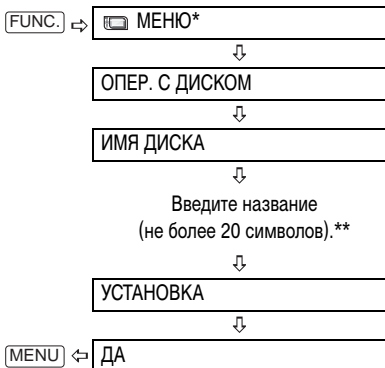 FUNC. ⇨ МЕНЮ*
⇩
ОПЕР. С ДИСКОМ
⇩
ИМЯ ДИСКА
⇩
Введите название
(не более 20 символов).**
⇩
УСТАНОВКА
⇩
MENU ⇦ ДА